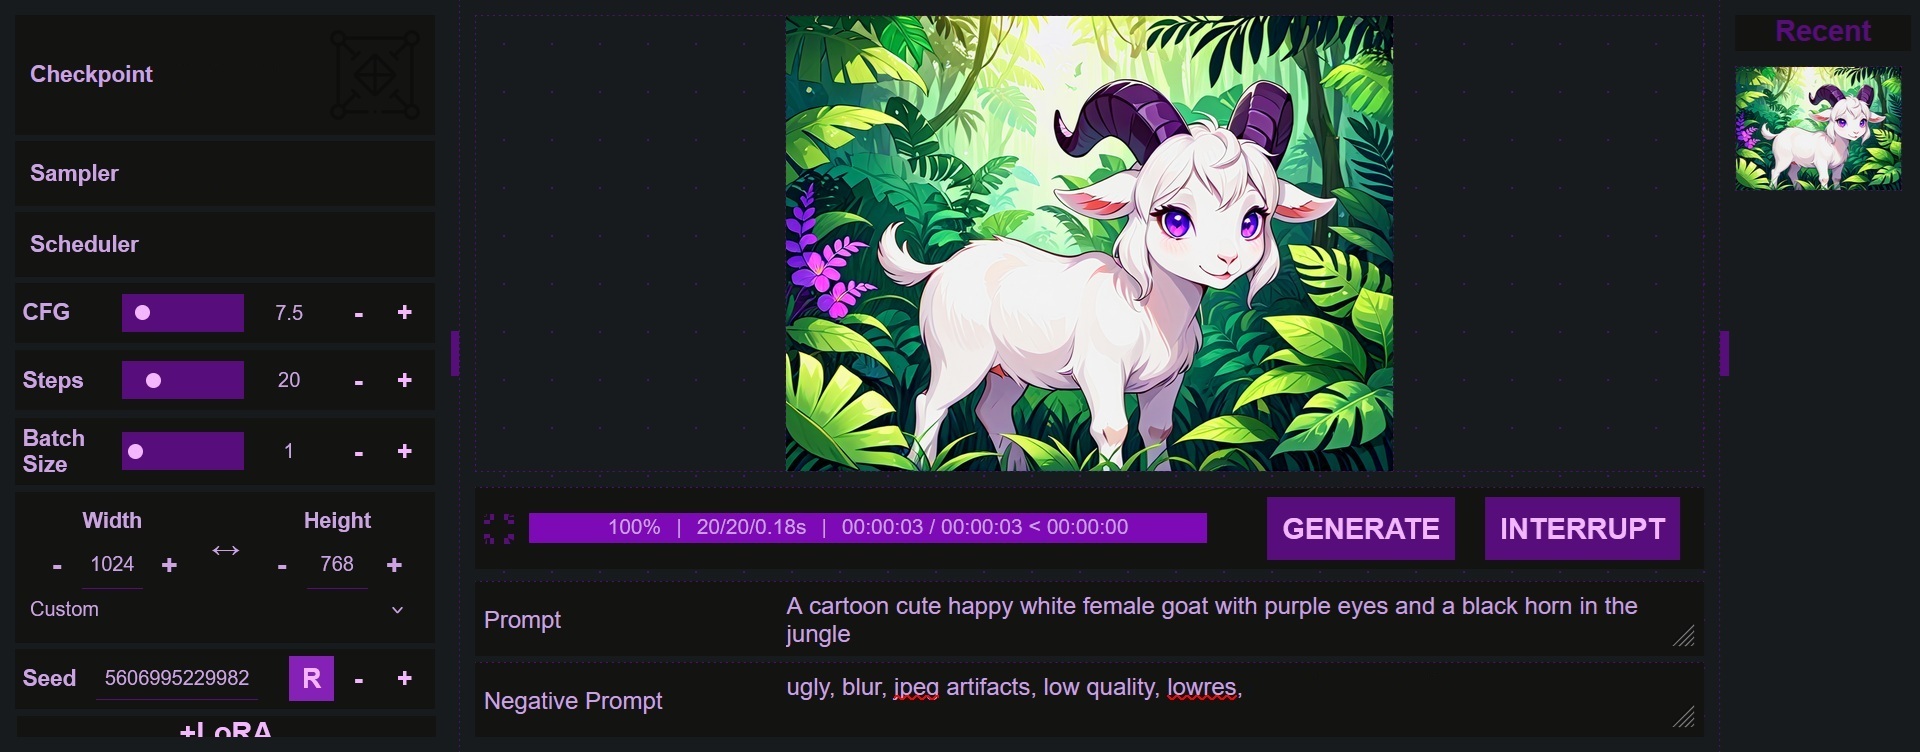 Checkpoint
Sampler
Scheduler
CFG 7.5 - +
Steps 20 - +
Batch
Size 1 - +
Width Height
- 1024 + ↔ - 768 +
Custom
Seed 5606995229982 R - +
+LoRA
100% | 20/20/0.18s | 00:00:03 / 00:00:03 < 00:00:00
GENERATE INTERRUPT
Prompt
A cartoon cute happy white female goat with purple eyes and a black horn in the
jungle
Negative Prompt
ugly, blur, jpeg artifacts, low quality, lowres,
Recent